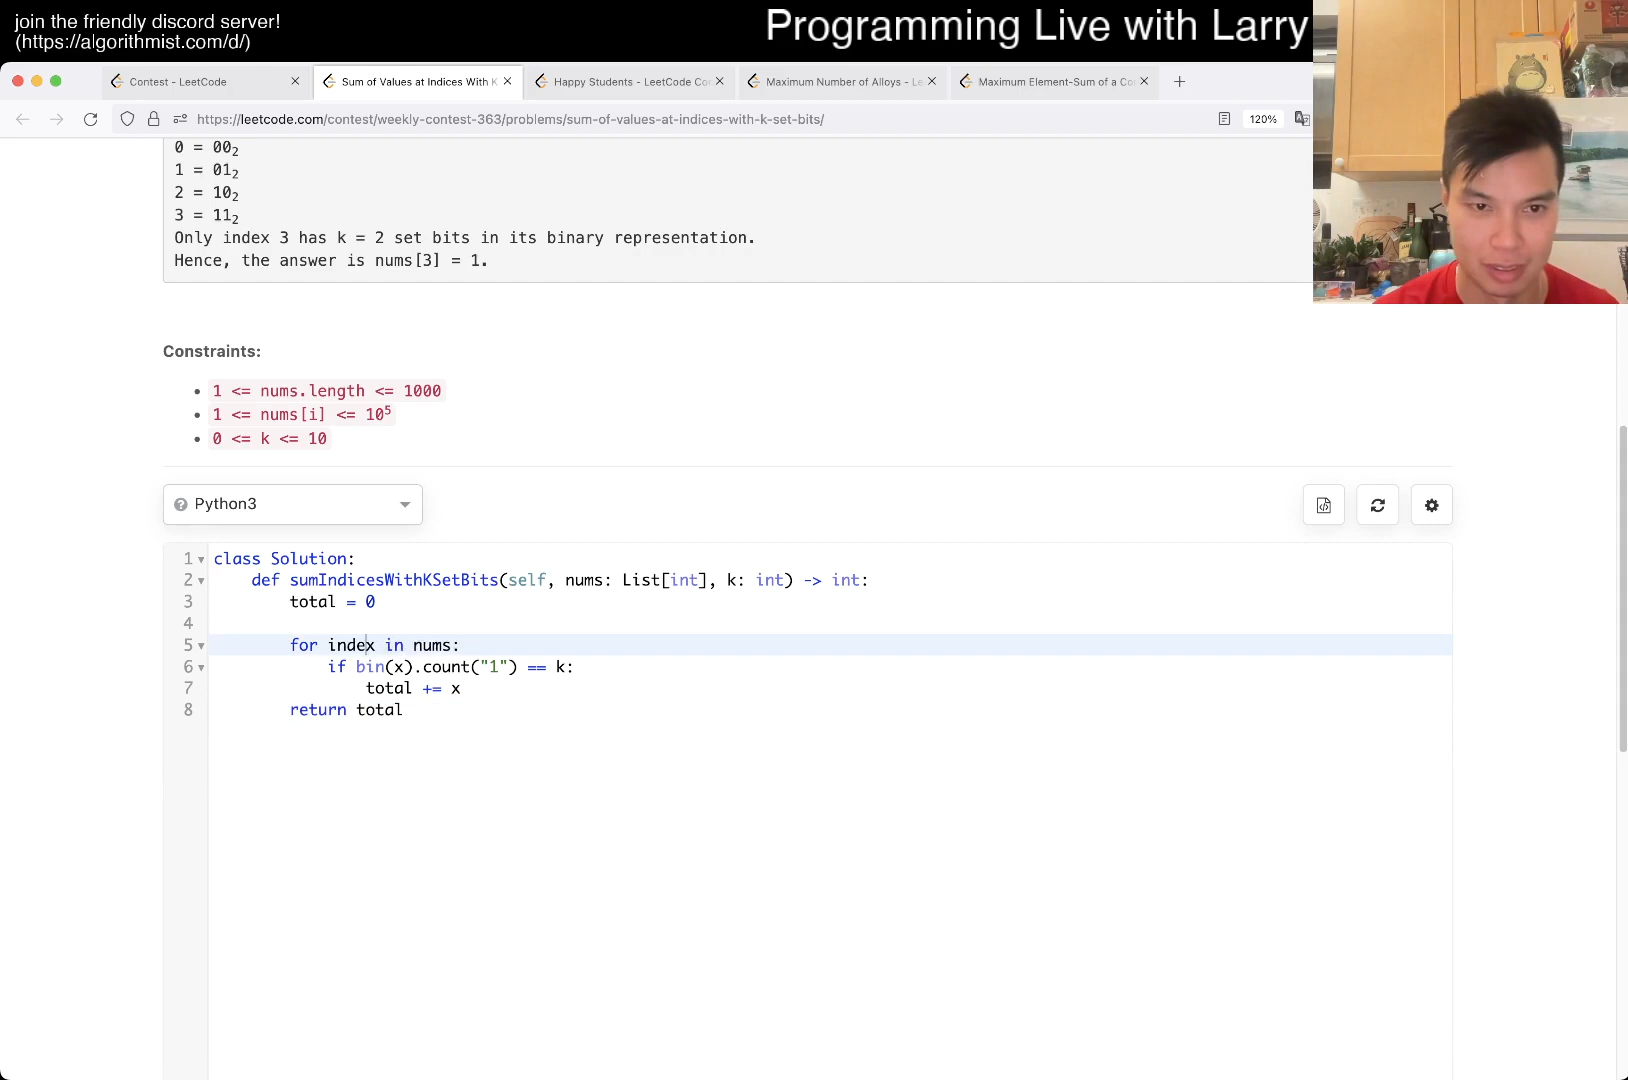 join the friendly discord server!
(https://algorithmist.com/d/)
Programming Live with Larry
Contest - LeetCode
Sum of Values at Indices With K
Happy Students - LeetCode Co
Maximum Number of Alloys - Le
Maximum Element-Sum of a Co
https://leetcode.com/contest/weekly-contest-363/problems/sum-of-values-at-indices-with-k-set-bits/
120%
0 = 00₂
1 = 01₂
2 = 10₂
3 = 11₂
Only index 3 has k = 2 set bits in its binary representation.
Hence, the answer is nums[3] = 1.
Constraints:
• 1 <= nums.length <= 1000
• 1 <= nums[i] <= 10⁵
• 0 <= k <= 10
Python3
1 class Solution:
2 def sumIndicesWithKSetBits(self, nums: List[int], k: int) -> int:
3 total = 0
4
5 for index in nums:
6 if bin(x).count("1") == k:
7 total += x
8 return total